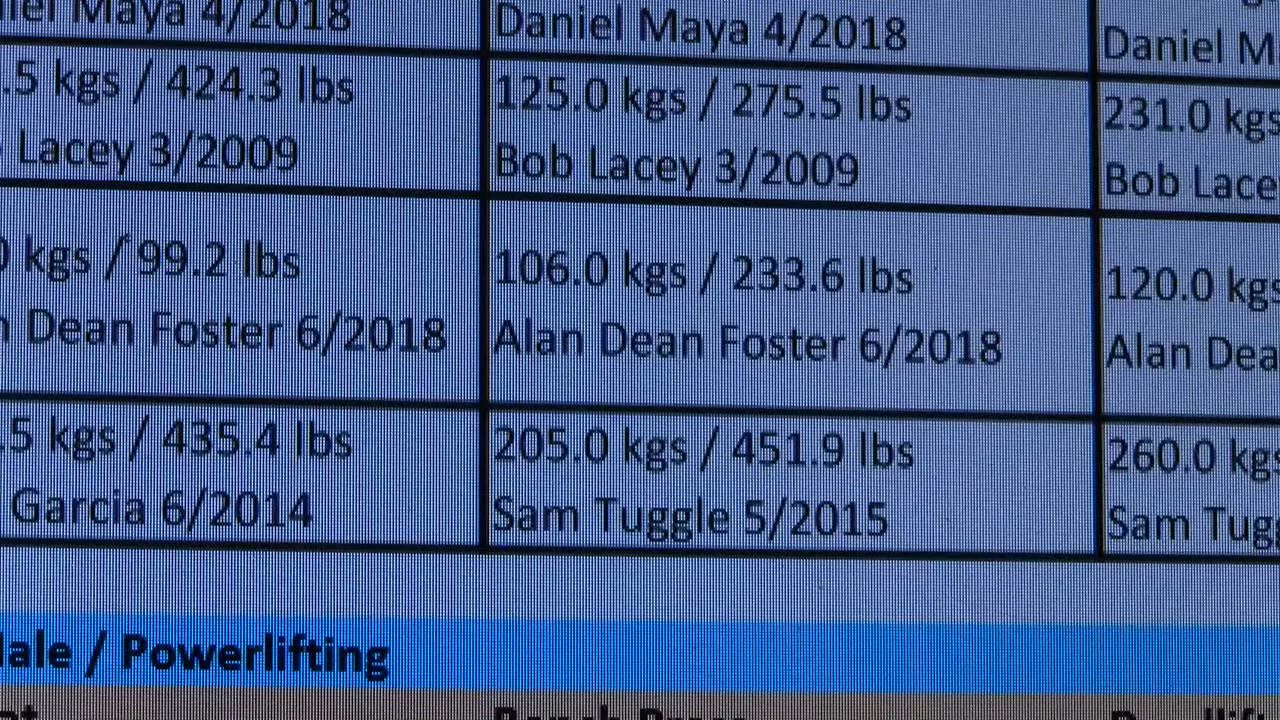 Maya 4/2018 Daniel Maya 4/2018 Daniel
.5 kgs / 424.3 lbs 125.0 kgs / 275.5 lbs 231.0 kgs
Lacey 3/2009 Bob Lacey 3/2009 Bob
kgs / 99.2 lbs 106.0 kgs / 233.6 lbs 120.0 kgs
Dean Foster 6/2018 Alan Dean Foster 6/2018 Alan
.5 kgs / 435.4 lbs 205.0 kgs / 451.9 lbs 260.0 kgs
Garcia 6/2014 Sam Tuggle 5/2015 Sam
/ Powerlifting